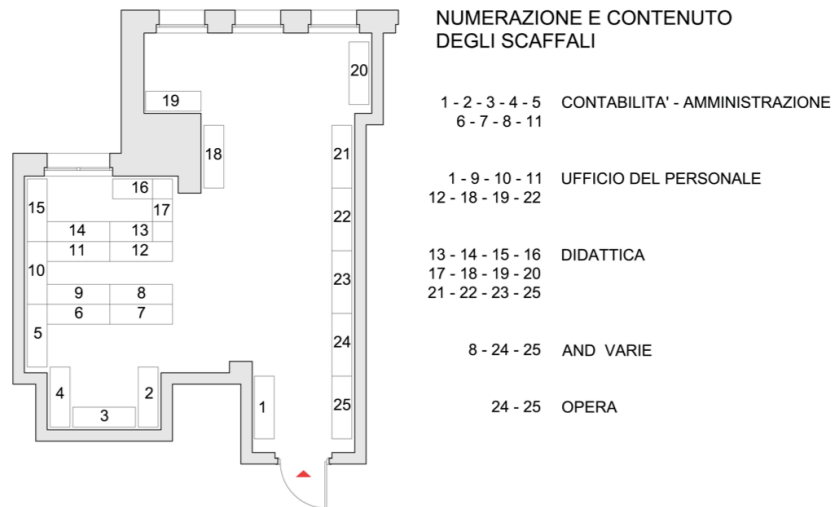 NUMERAZIONE E CONTENUTO
DEGLI SCAFFALI
1 - 2 - 3 - 4 - 5 CONTABILITA' - AMMINISTRAZIONE
6 - 7 - 8 - 11
1 - 9 - 10 - 11 UFFICIO DEL PERSONALE
12 - 18 - 19 - 22
13 - 14 - 15 - 16 DIDATTICA
17 - 18 - 19 - 20
21 - 22 - 23 - 25
8 - 24 - 25 AND VARIE
24 - 25 OPERA
20
19
18
21
16
15
17
22
14 13
11 12
10
23
9 8
6 7
5
24
4
2
3
1
25